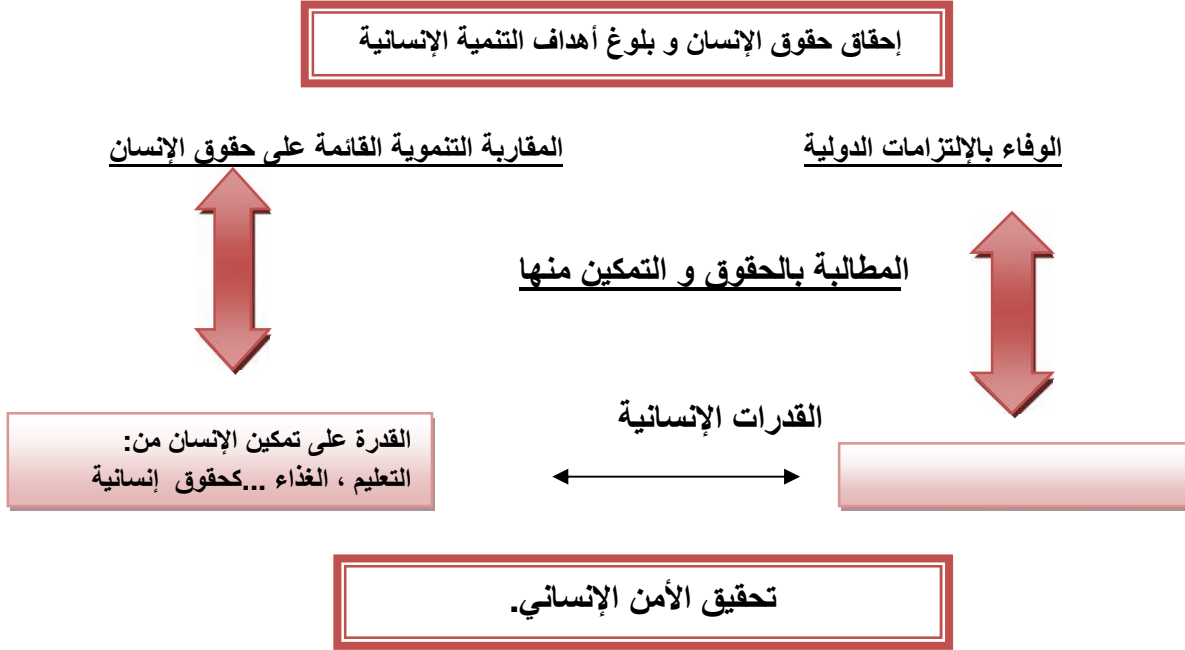 إحقاق حقوق الإنسان و بلوغ أهداف التنمية الإنسانية
الوفاء بالإلتزامات الدولية
المقاربة التنموية القائمة على حقوق الإنسان
المطالبة بالحقوق و التمكين منها
القدرات الإنسانية
القدرة على تمكين الإنسان من:
التعليم ، الغذاء ...كحقوق إنسانية
تحقيق الأمن الإنساني.